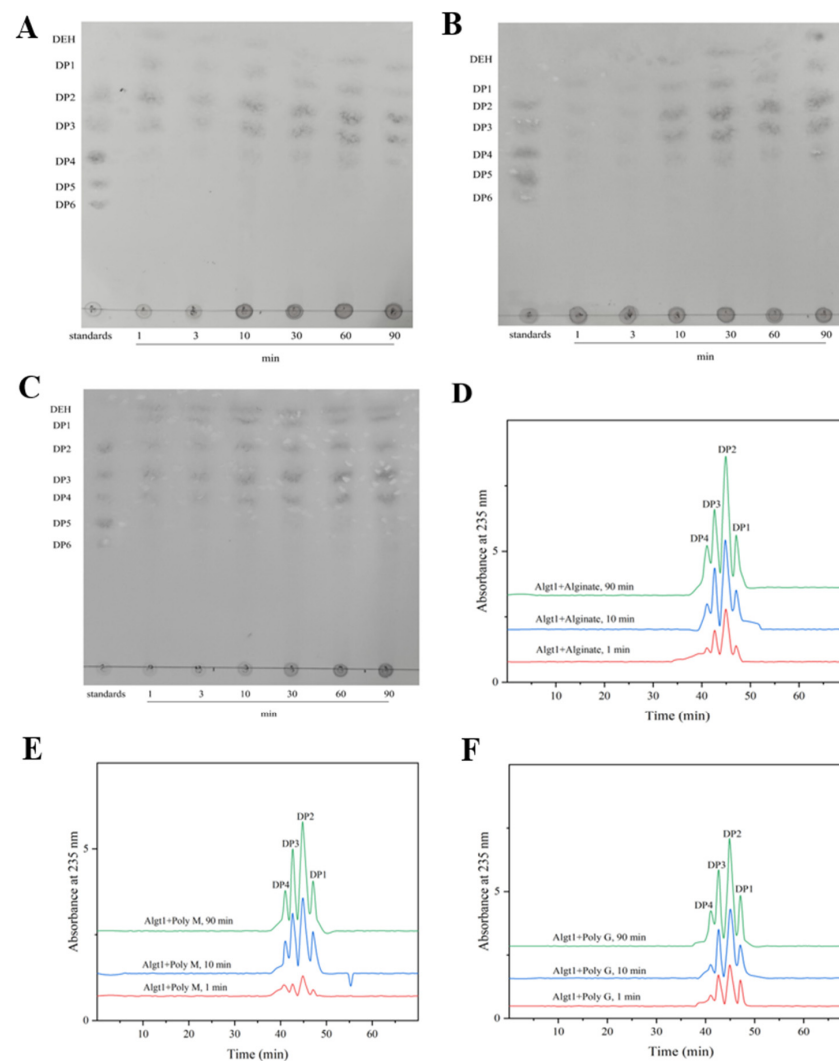 A
DEH
DP1
DP2
DP3
DP4
DP5
DP6
standards 1 3 10 30 60 90
min
B
DEH
DP1
DP2
DP3
DP4
DP5
DP6
standards 1 3 10 30 60 90
min
C
DEH
DP1
DP2
DP3
DP4
DP5
DP6
standards 1 3 10 30 60 90
min
D
Absorbance at 235 nm
5
0
DP2
DP3
DP4 DP1
Algt1+Alginate, 90 min
Algt1+Alginate, 10 min
Algt1+Alginate, 1 min
0 10 20 30 40 50 60
Time (min)
E
Absorbance at 235 nm
5
0
DP2
DP3
DP4 DP1
Algt1+Poly M, 90 min
Algt1+Poly M, 10 min
Algt1+Poly M, 1 min
0 10 20 30 40 50 60
Time (min)
F
Absorbance at 235 nm
5
0
DP2
DP3
DP4 DP1
Algt1+Poly G, 90 min
Algt1+Poly G, 10 min
Algt1+Poly G, 1 min
0 10 20 30 40 50 60
Time (min)